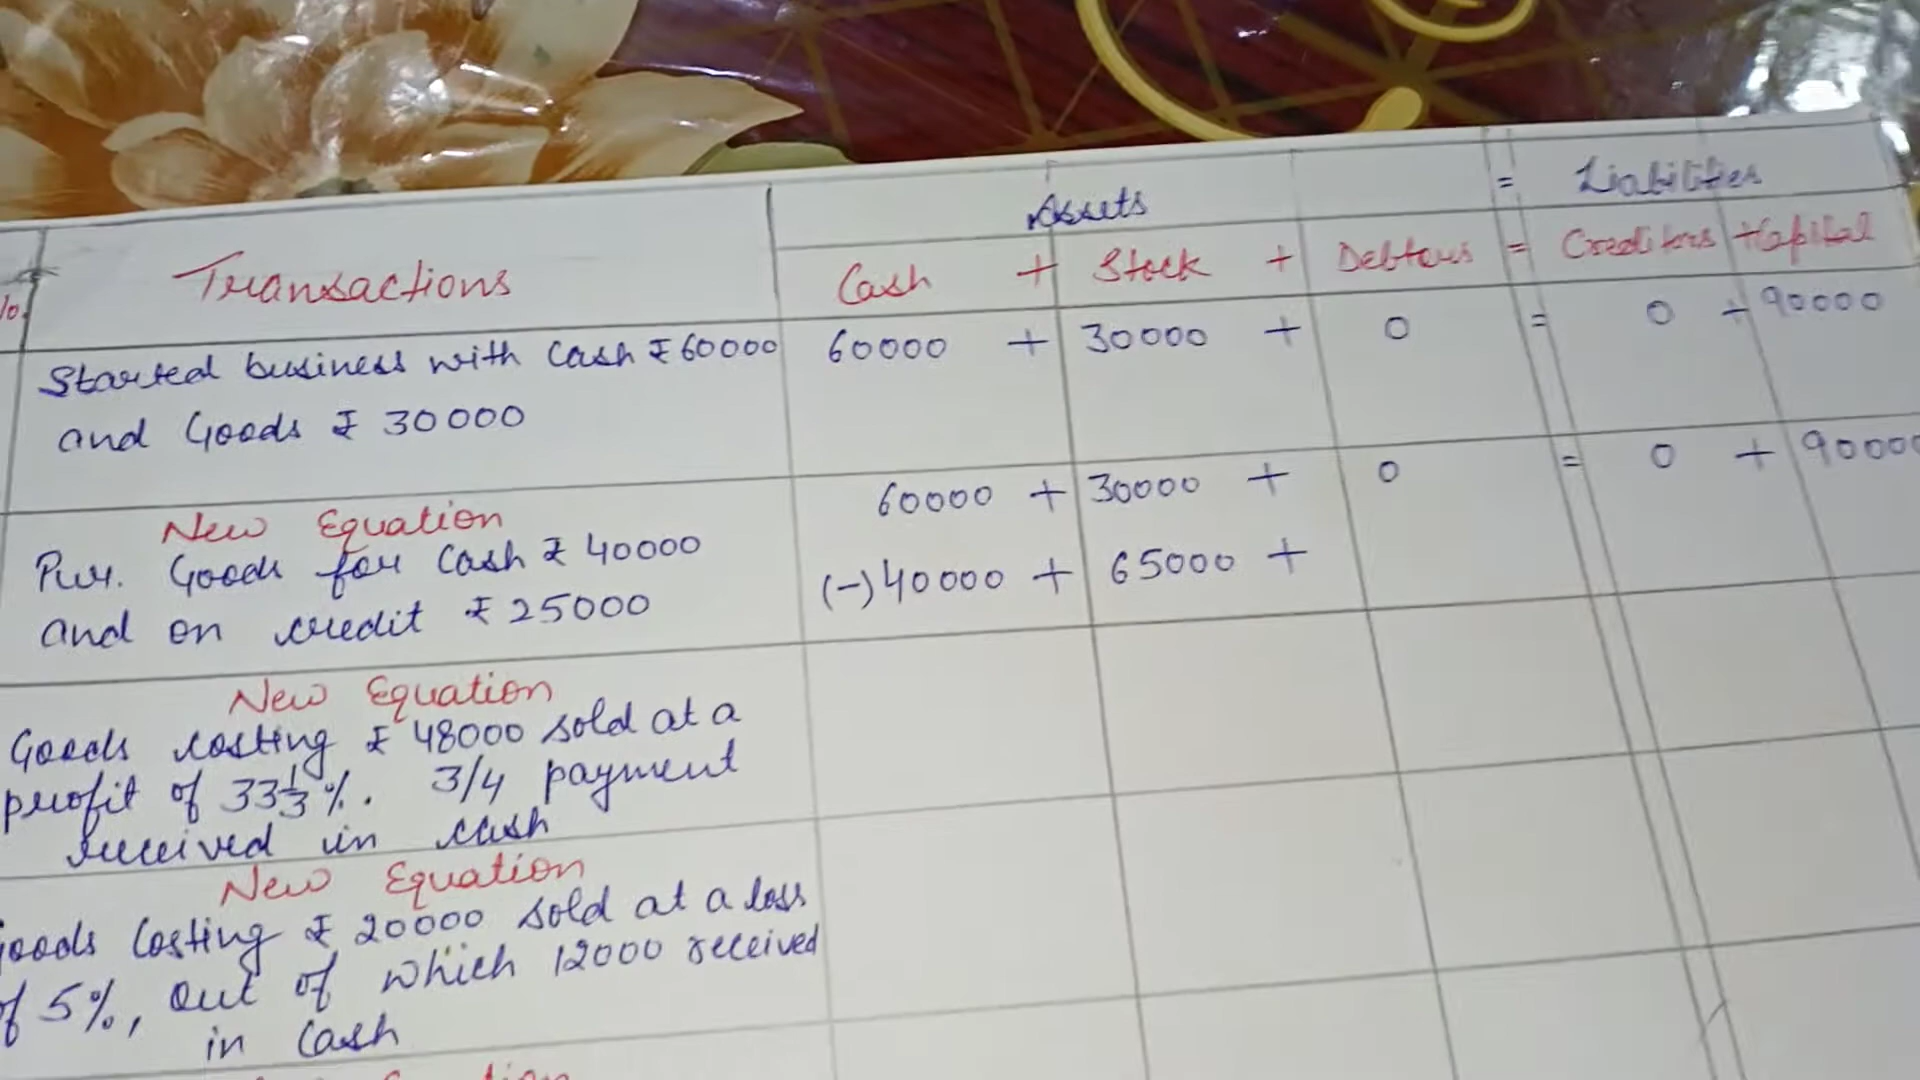 Assets = Liabilities
Transactions Cash + Stock + Debtors = Creditors + Capital
Started business with Cash ₹ 60000 60000 + 30000 + 0 = 0 + 90000
and Goods ₹ 30000
New Equation 60000 + 30000 + 0 = 0 + 90000
Pur. Goods for Cash ₹ 40000 (-) 40000 + 65000 +
and on credit ₹ 25000
New Equation
Goods costing ₹ 48000 sold at a
profit of 33 1/3 %. 3/4 payment
received in cash
New Equation
Goods Costing ₹ 20000 sold at a loss
of 5%, out of which 12000 received
in Cash